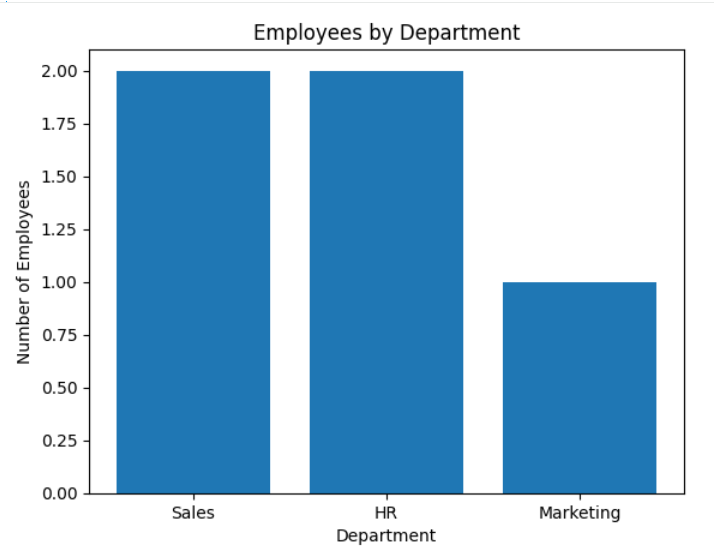 Employees by Department
Number of Employees
2.00
1.75
1.50
1.25
1.00
0.75
0.50
0.25
0.00
Sales HR Marketing
Department